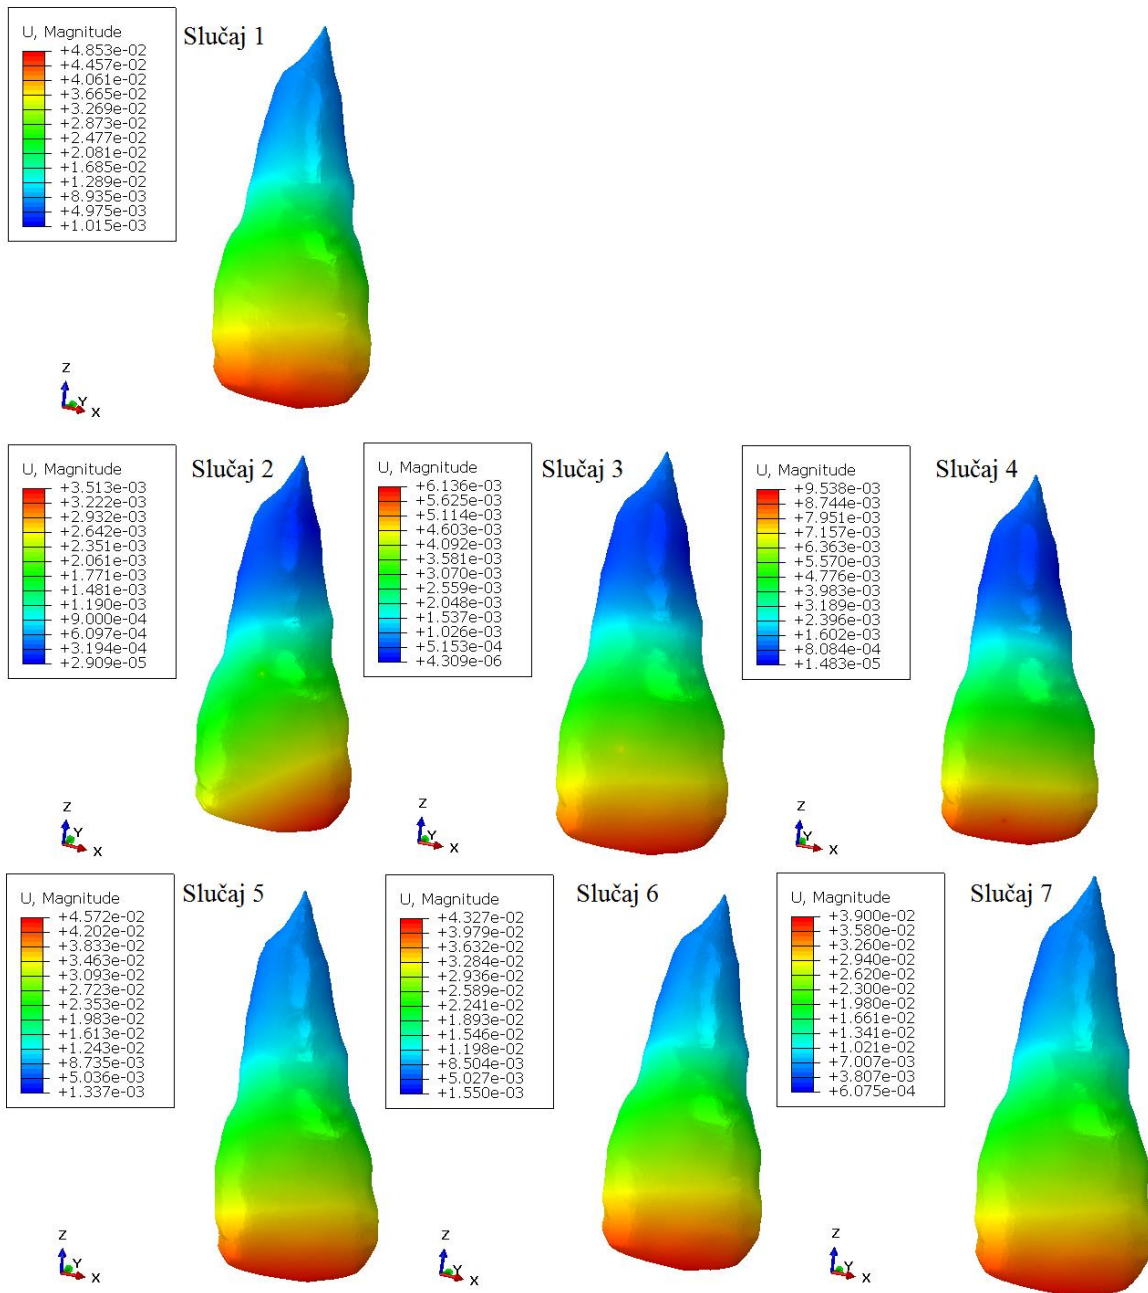 U, Magnitude
+4.853e-02
+4.457e-02
+4.061e-02
+3.665e-02
+3.269e-02
+2.873e-02
+2.477e-02
+2.081e-02
+1.685e-02
+1.289e-02
+8.935e-03
+4.975e-03
+1.015e-03
Slučaj 1
Z
Y
X
U, Magnitude
+3.513e-03
+3.222e-03
+2.932e-03
+2.642e-03
+2.351e-03
+2.061e-03
+1.771e-03
+1.481e-03
+1.190e-03
+9.000e-04
+6.097e-04
+3.194e-04
+2.909e-05
Slučaj 2
Z
Y
X
U, Magnitude
+6.136e-03
+5.625e-03
+5.114e-03
+4.603e-03
+4.092e-03
+3.581e-03
+3.070e-03
+2.559e-03
+2.048e-03
+1.537e-03
+1.026e-03
+5.153e-04
+4.309e-06
Slučaj 3
Z
Y
X
U, Magnitude
+9.538e-03
+8.744e-03
+7.951e-03
+7.157e-03
+6.363e-03
+5.570e-03
+4.776e-03
+3.983e-03
+3.189e-03
+2.396e-03
+1.602e-03
+8.084e-04
+1.483e-05
Slučaj 4
Z
Y
X
U, Magnitude
+4.572e-02
+4.202e-02
+3.833e-02
+3.463e-02
+3.093e-02
+2.723e-02
+2.353e-02
+1.983e-02
+1.613e-02
+1.243e-02
+8.735e-03
+5.036e-03
+1.337e-03
Slučaj 5
Z
Y
X
U, Magnitude
+4.327e-02
+3.979e-02
+3.632e-02
+3.284e-02
+2.936e-02
+2.589e-02
+2.241e-02
+1.893e-02
+1.546e-02
+1.198e-02
+8.504e-03
+5.027e-03
+1.550e-03
Slučaj 6
Z
Y
X
U, Magnitude
+3.900e-02
+3.580e-02
+3.260e-02
+2.940e-02
+2.620e-02
+2.300e-02
+1.980e-02
+1.661e-02
+1.341e-02
+1.021e-02
+7.007e-03
+3.807e-03
+6.075e-04
Slučaj 7
Z
Y
X